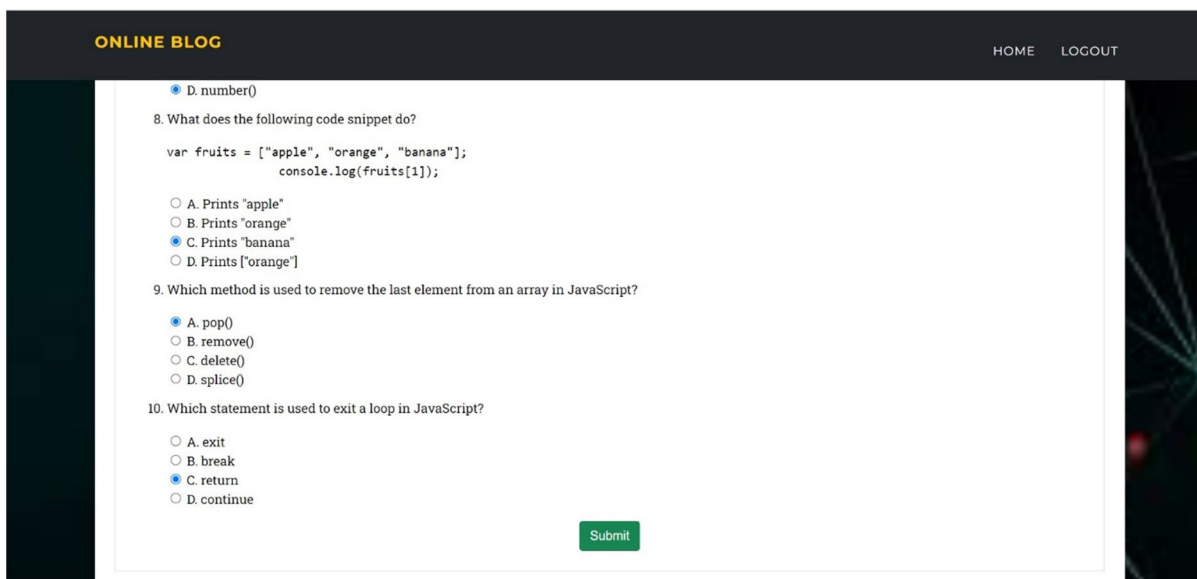 ONLINE BLOG
HOME LOGOUT
D. number()
8. What does the following code snippet do?
var fruits = ["apple", "orange", "banana"];
console.log(fruits[1]);
A. Prints "apple"
B. Prints "orange"
C. Prints "banana"
D. Prints ["orange"]
9. Which method is used to remove the last element from an array in JavaScript?
A. pop()
B. remove()
C. delete()
D. splice()
10. Which statement is used to exit a loop in JavaScript?
A. exit
B. break
C. return
D. continue
Submit